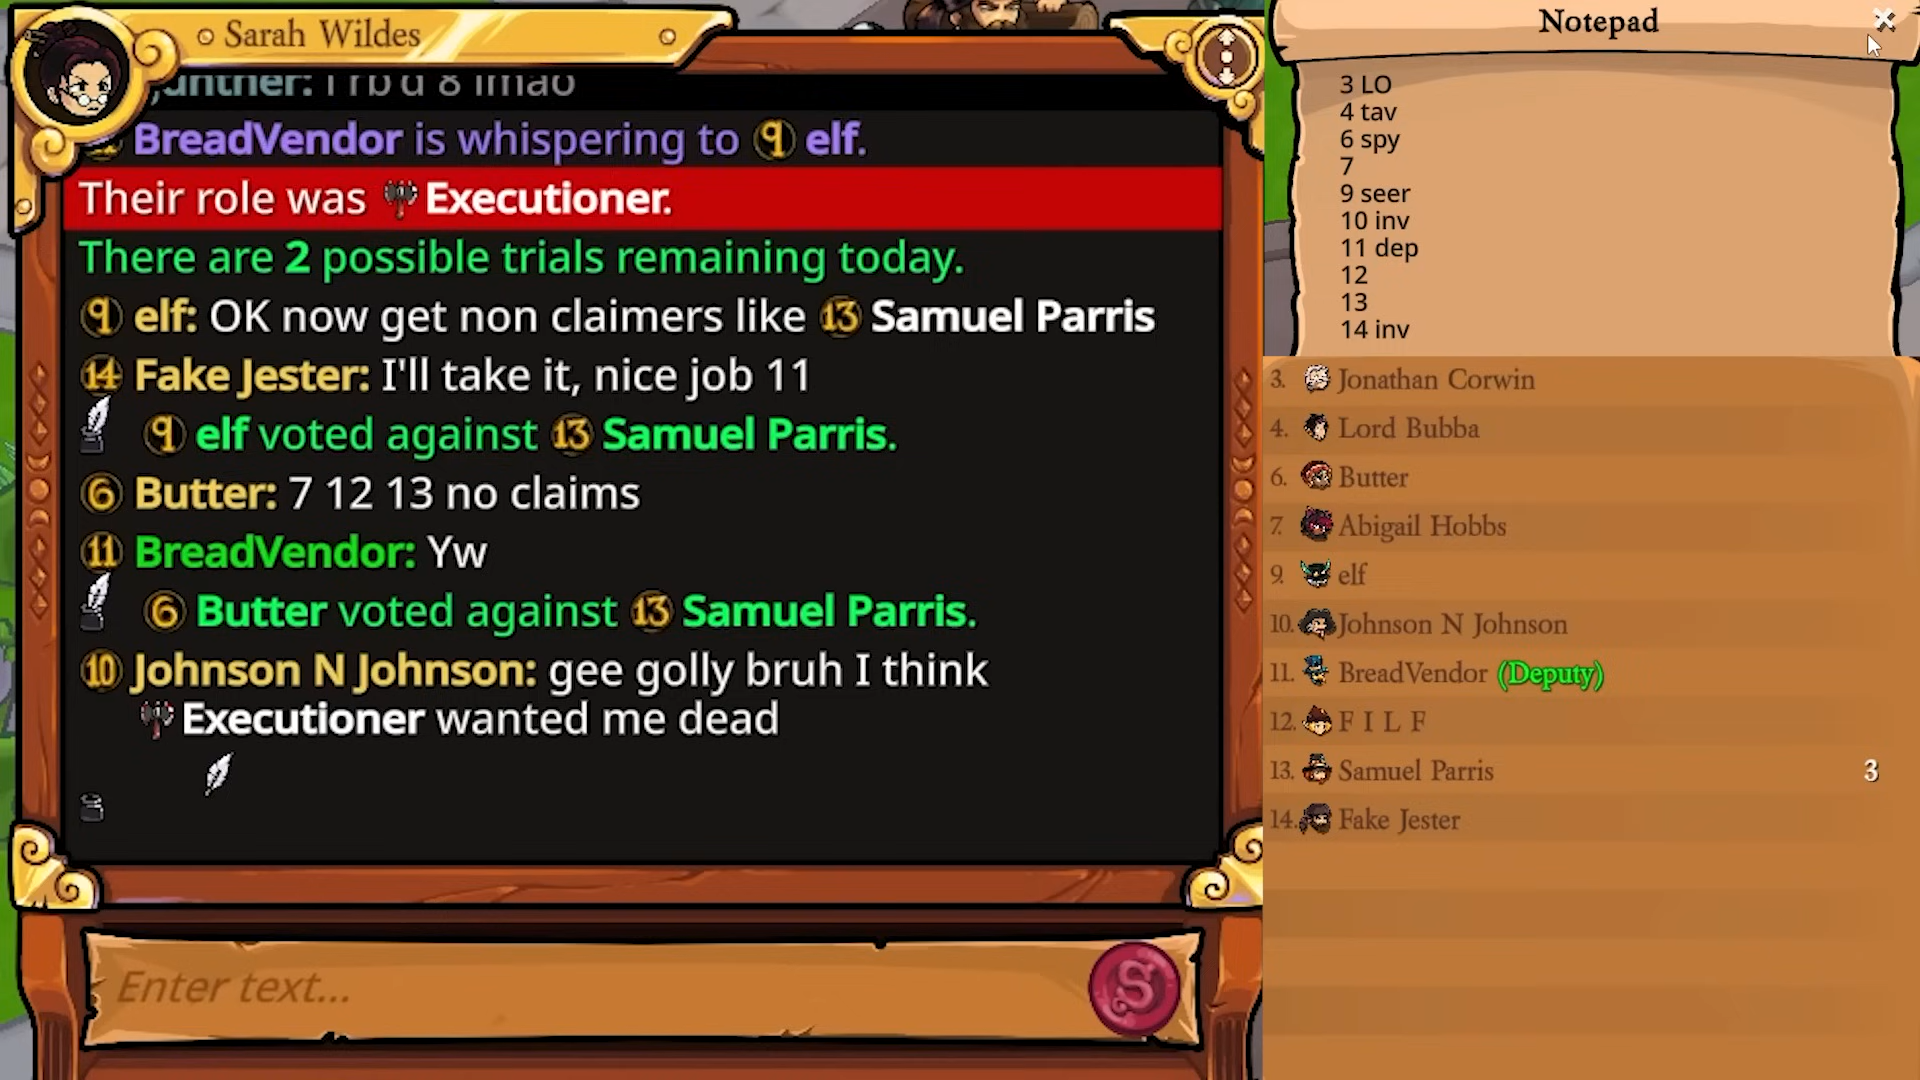 Sarah Wildes
gunther: I rb'd 8 lmao
BreadVendor is whispering to 9 elf.
Their role was Executioner.
There are 2 possible trials remaining today.
9 elf: OK now get non claimers like 13 Samuel Parris
14 Fake Jester: I'll take it, nice job 11
9 elf voted against 13 Samuel Parris.
6 Butter: 7 12 13 no claims
11 BreadVendor: Yw
6 Butter voted against 13 Samuel Parris.
10 Johnson N Johnson: gee golly bruh I think
Executioner wanted me dead
Enter text...
S
Notepad
3 LO
4 tav
6 spy
7
9 seer
10 inv
11 dep
12
13
14 inv
3. Jonathan Corwin
4. Lord Bubba
6. Butter
7. Abigail Hobbs
9. elf
10. Johnson N Johnson
11. BreadVendor (Deputy)
12. F I L F
13. Samuel Parris 3
14. Fake Jester